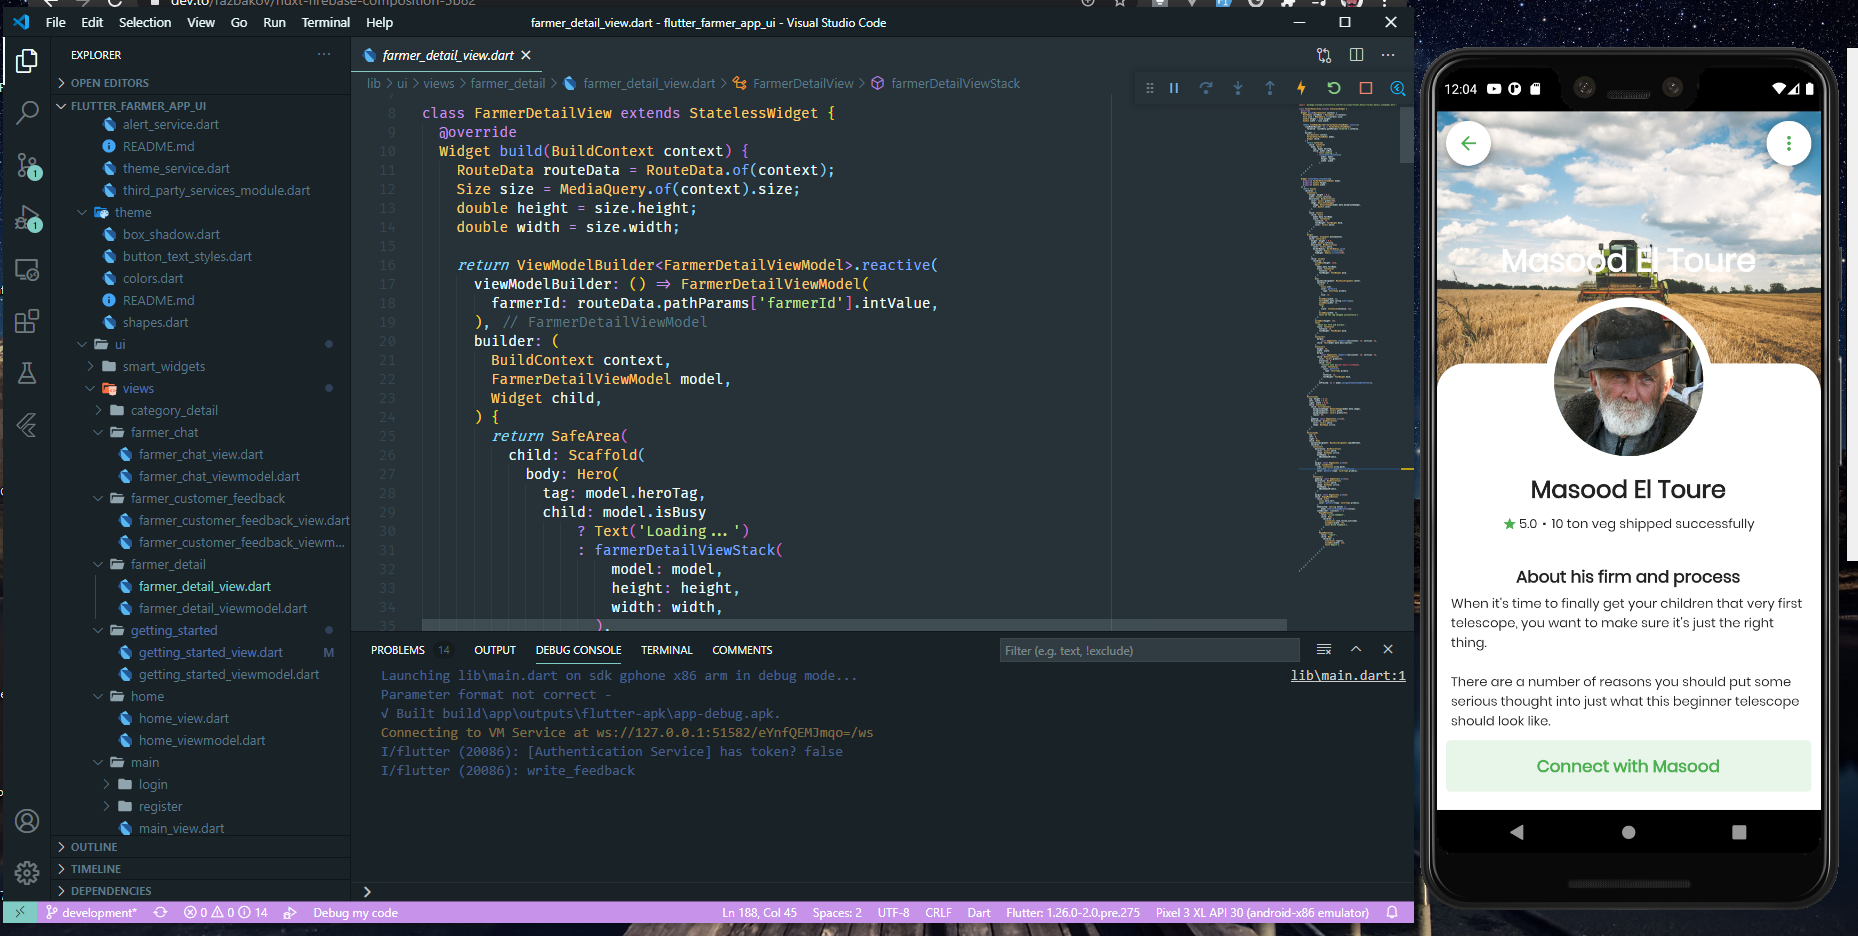 dev.to/fazbakov/nuxt-firebase-composition-5b62
File Edit Selection View Go Run Terminal Help
farmer_detail_view.dart - flutter_farmer_app_ui - Visual Studio Code
EXPLORER
OPEN EDITORS
FLUTTER_FARMER_APP_UI
alert_service.dart
README.md
theme_service.dart
third_party_services_module.dart
theme
box_shadow.dart
button_text_styles.dart
colors.dart
README.md
shapes.dart
ui
smart_widgets
views
category_detail
farmer_chat
farmer_chat_view.dart
farmer_chat_viewmodel.dart
farmer_customer_feedback
farmer_customer_feedback_view.dart
farmer_customer_feedback_viewm...
farmer_detail
farmer_detail_view.dart
farmer_detail_viewmodel.dart
getting_started
getting_started_view.dart M
getting_started_viewmodel.dart
home
home_view.dart
home_viewmodel.dart
main
login
register
main_view.dart
OUTLINE
TIMELINE
DEPENDENCIES
1
1
farmer_detail_view.dart
lib > ui > views > farmer_detail > farmer_detail_view.dart > FarmerDetailView > farmerDetailViewStack
8 class FarmerDetailView extends StatelessWidget {
9 @override
10 Widget build(BuildContext context) {
11 RouteData routeData = RouteData.of(context);
12 Size size = MediaQuery.of(context).size;
13 double height = size.height;
14 double width = size.width;
15
16 return ViewModelBuilder<FarmerDetailViewModel>.reactive(
17 viewModelBuilder: () => FarmerDetailViewModel(
18 farmerId: routeData.pathParams['farmerId'].intValue,
19 ), // FarmerDetailViewModel
20 builder: (
21 BuildContext context,
22 FarmerDetailViewModel model,
23 Widget child,
24 ) {
25 return SafeArea(
26 child: Scaffold(
27 body: Hero(
28 tag: model.heroTag,
29 child: model.isBusy
30 ? Text('Loading...')
31 : farmerDetailViewStack(
32 model: model,
33 height: height,
34 width: width,
35 ),
PROBLEMS 14 OUTPUT DEBUG CONSOLE TERMINAL COMMENTS
Filter (e.g. text, !exclude)
Launching lib\main.dart on sdk gphone x86 arm in debug mode...
lib\main.dart:1
Parameter format not correct -
√ Built build\app\outputs\flutter-apk\app-debug.apk.
Connecting to VM Service at ws://127.0.0.1:51582/eYnfQEMJmqo=/ws
I/flutter (20086): [Authentication Service] has token? false
I/flutter (20086): write_feedback
development* 0 0 14 Debug my code
Ln 188, Col 45 Spaces: 2 UTF-8 CRLF Dart Flutter: 1.26.0-2.0.pre.275 Pixel 3 XL API 30 (android-x86 emulator)
12:04
Masood El Toure
Masood El Toure
★ 5.0 • 10 ton veg shipped successfully
About his firm and process
When it's time to finally get your children that very first
telescope, you want to make sure it's just the right
thing.
There are a number of reasons you should put some
serious thought into just what this beginner telescope
should look like.
Connect with Masood